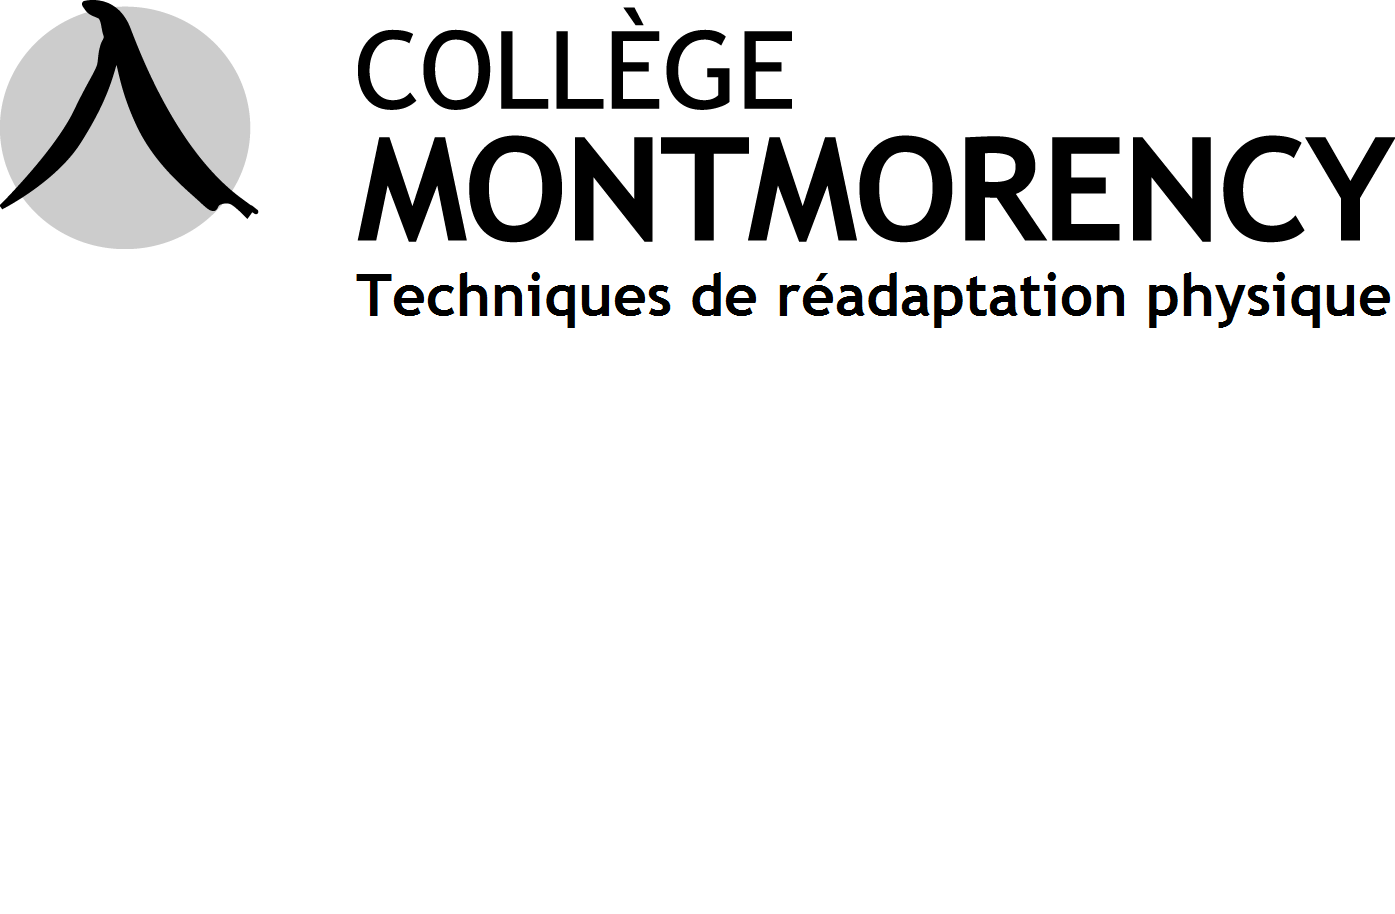 COLLÈGE
MONTMORENCY
Techniques de réadaptation physique